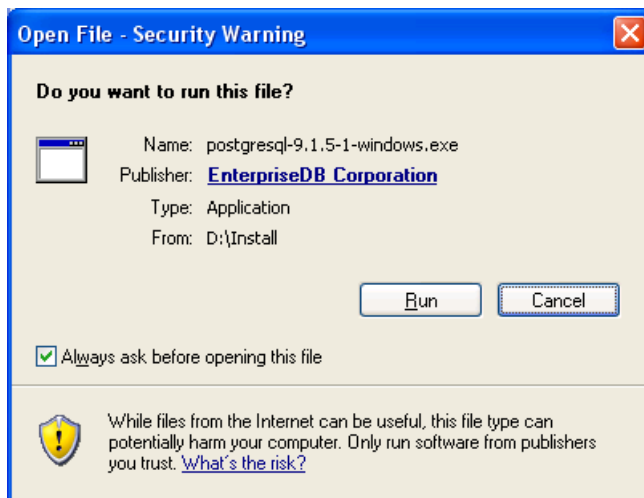 Open File - Security Warning
Do you want to run this file?
Name: postgresql-9.1.5-1-windows.exe
Publisher: EnterpriseDB Corporation
Type: Application
From: D:\Install
Run Cancel
Always ask before opening this file
While files from the Internet can be useful, this file type can
potentially harm your computer. Only run software from publishers
you trust. What's the risk?